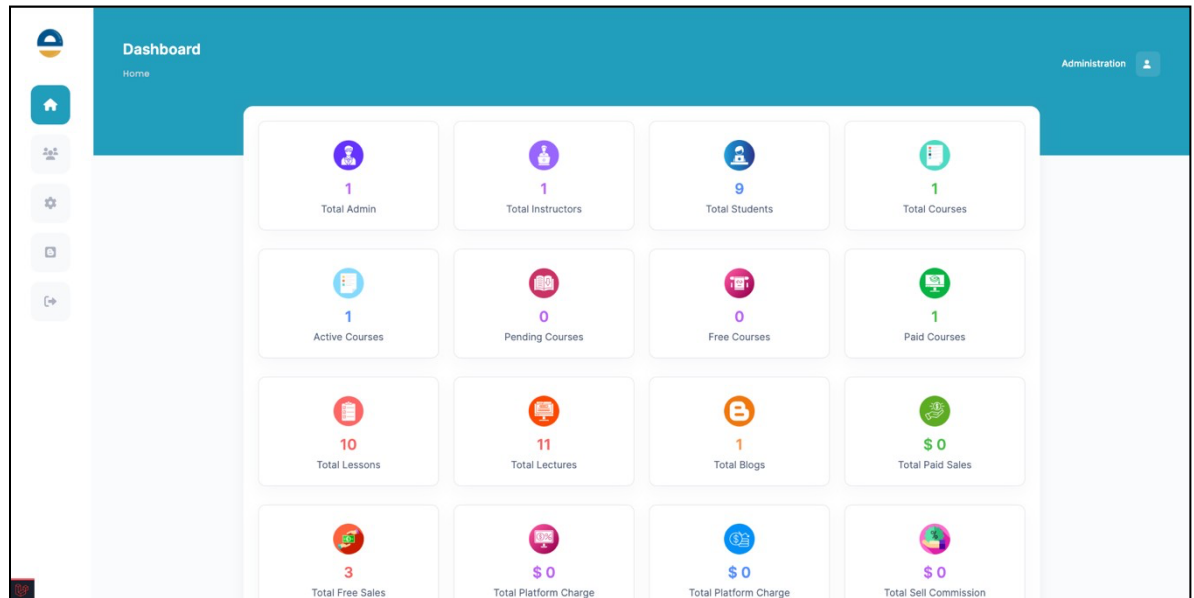 Dashboard
Home
Administration
1
Total Admin
1
Total Instructors
9
Total Students
1
Total Courses
1
Active Courses
0
Pending Courses
0
Free Courses
1
Paid Courses
10
Total Lessons
11
Total Lectures
1
Total Blogs
$ 0
Total Paid Sales
3
Total Free Sales
$ 0
Total Platform Charge
$ 0
Total Platform Charge
$ 0
Total Sell Commission